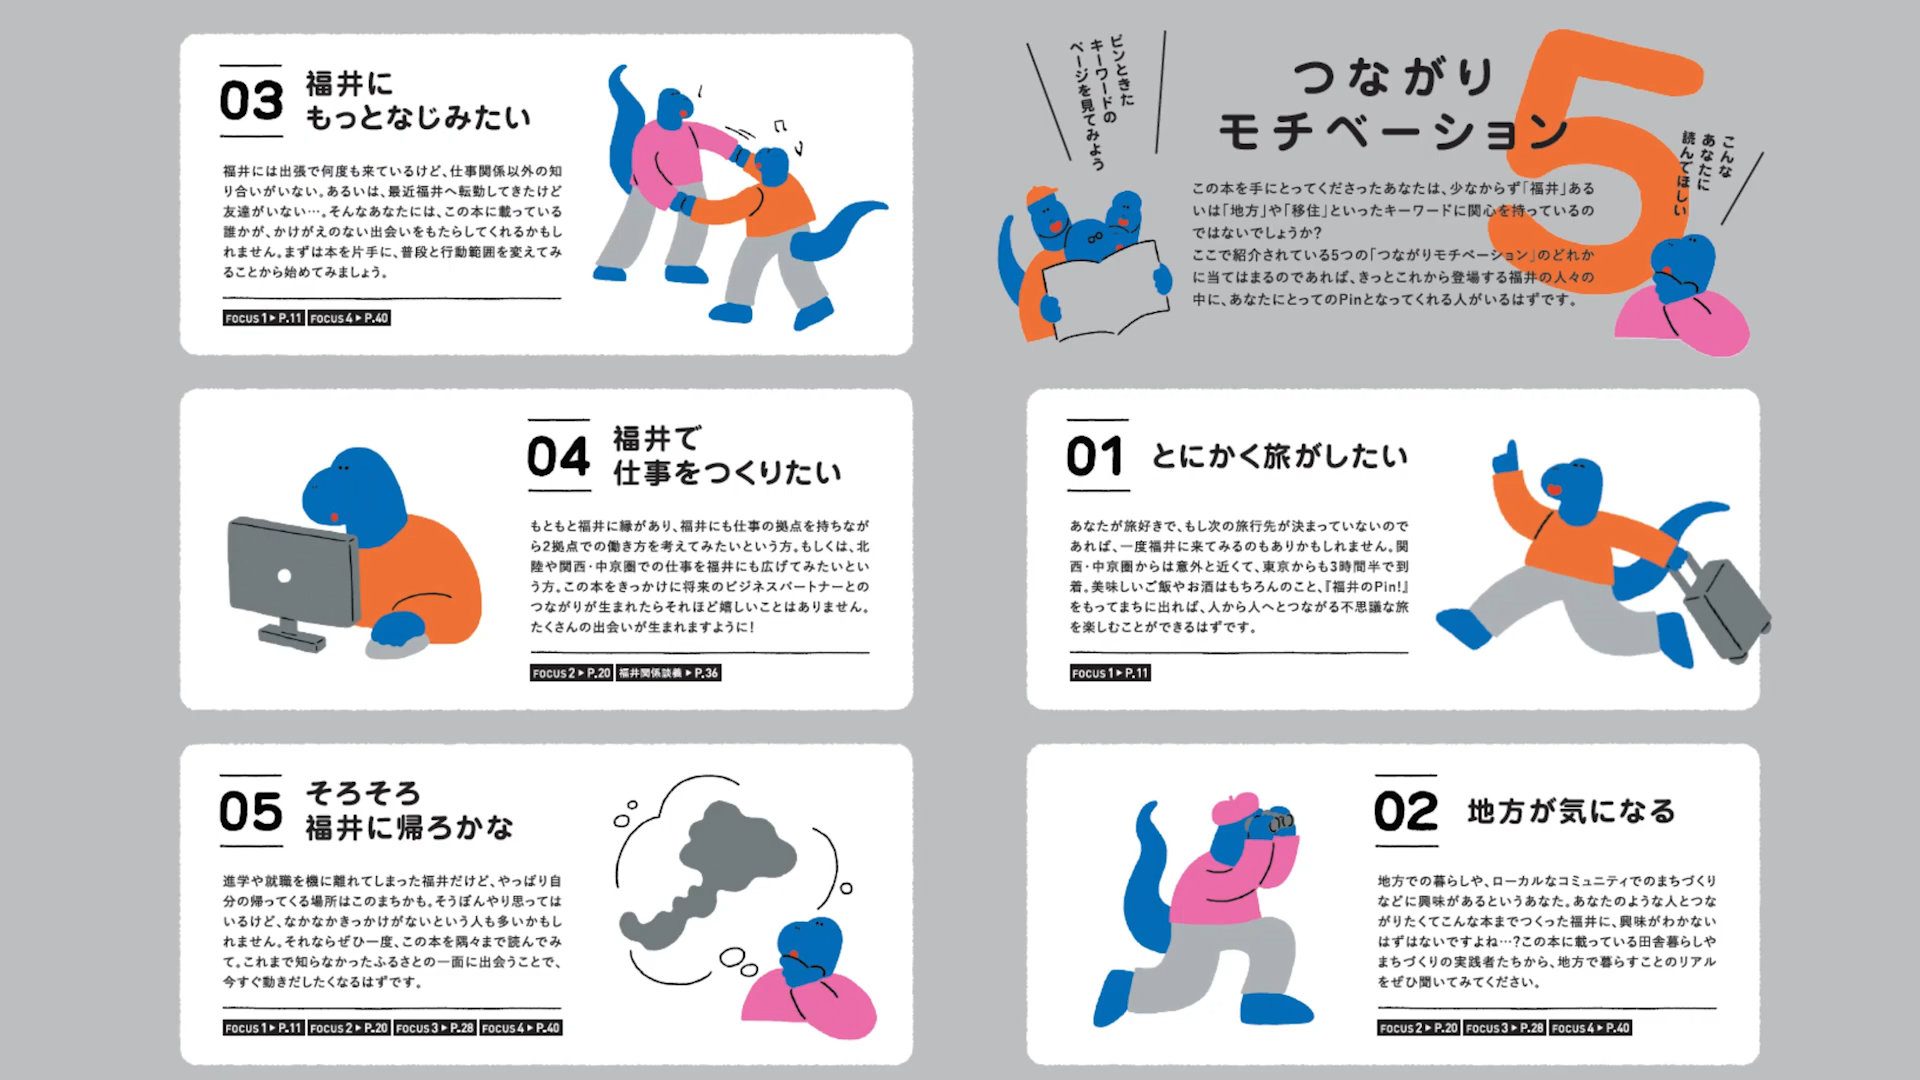 つながり
モチベーション
5
ピンときた
キーワードの
ページを見てみよう
こんな
あなたに
読んでほしい
この本を手にとってくださったあなたは、少なからず「福井」ある
いは「地方」や「移住」といったキーワードに関心を持っているの
ではないでしょうか?
ここで紹介されている5つの「つながりモチベーション」のどれか
に当てはまるのであれば、きっとこれから登場する福井の人々の
中に、あなたにとってのPinとなってくれる人がいるはずです。
01
とにかく旅がしたい
あなたが旅好きで、もし次の旅行先が決まっていないので
あれば、一度福井に来てみるのもありかもしれません。関
西・中京圏からは意外と近くて、東京からも3時間半で到
着。美味しいご飯やお酒はもちろんのこと、『福井のPin!』
をもってまちに出れば、人から人へとつながる不思議な旅
を楽しむことができるはずです。
FOCUS 1 ▶ P.11
02
地方が気になる
地方での暮らしや、ローカルなコミュニティでのまちづくり
などに興味があるというあなた。あなたのような人とつな
がりたくてこんな本までつくった福井に、興味がわかない
はずはないですよね…?この本に載っている田舎暮らしや
まちづくりの実践者たちから、地方で暮らすことのリアル
をぜひ聞いてみてください。
FOCUS 2 ▶ P.20 FOCUS 3 ▶ P.28 FOCUS 4 ▶ P.40
03
福井に
もっとなじみたい
福井には出張で何度も来ているけど、仕事関係以外の知
り合いがいない。あるいは、最近福井へ転勤してきたけど
友達がいない…。そんなあなたには、この本に載っている
誰かが、かけがえのない出会いをもたらしてくれるかもし
れません。まずは本を片手に、普段と行動範囲を変えてみ
ることから始めてみましょう。
FOCUS 1 ▶ P.11 FOCUS 4 ▶ P.40
04
福井で
仕事をつくりたい
もともと福井に縁があり、福井にも仕事の拠点を持ちなが
ら2拠点での働き方を考えてみたいという方。もしくは、北
陸や関西・中京圏での仕事を福井にも広げてみたいとい
う方。この本をきっかけに将来のビジネスパートナーとの
つながりが生まれたらそれほど嬉しいことはありません。
たくさんの出会いが生まれますように!
FOCUS 2 ▶ P.20 福井関係談義 ▶ P.36
05
そろそろ
福井に帰ろかな
進学や就職を機に離れてしまった福井だけど、やっぱり自
分の帰ってくる場所はこのまちかも。そうぼんやり思っては
いるけど、なかなかきっかけがないという人も多いかもし
れません。それならぜひ一度、この本を隅々まで読んでみ
て。これまで知らなかったふるさとの一面に出会うことで、
今すぐ動きだしたくなるはずです。
FOCUS 1 ▶ P.11 FOCUS 2 ▶ P.20 FOCUS 3 ▶ P.28 FOCUS 4 ▶ P.40